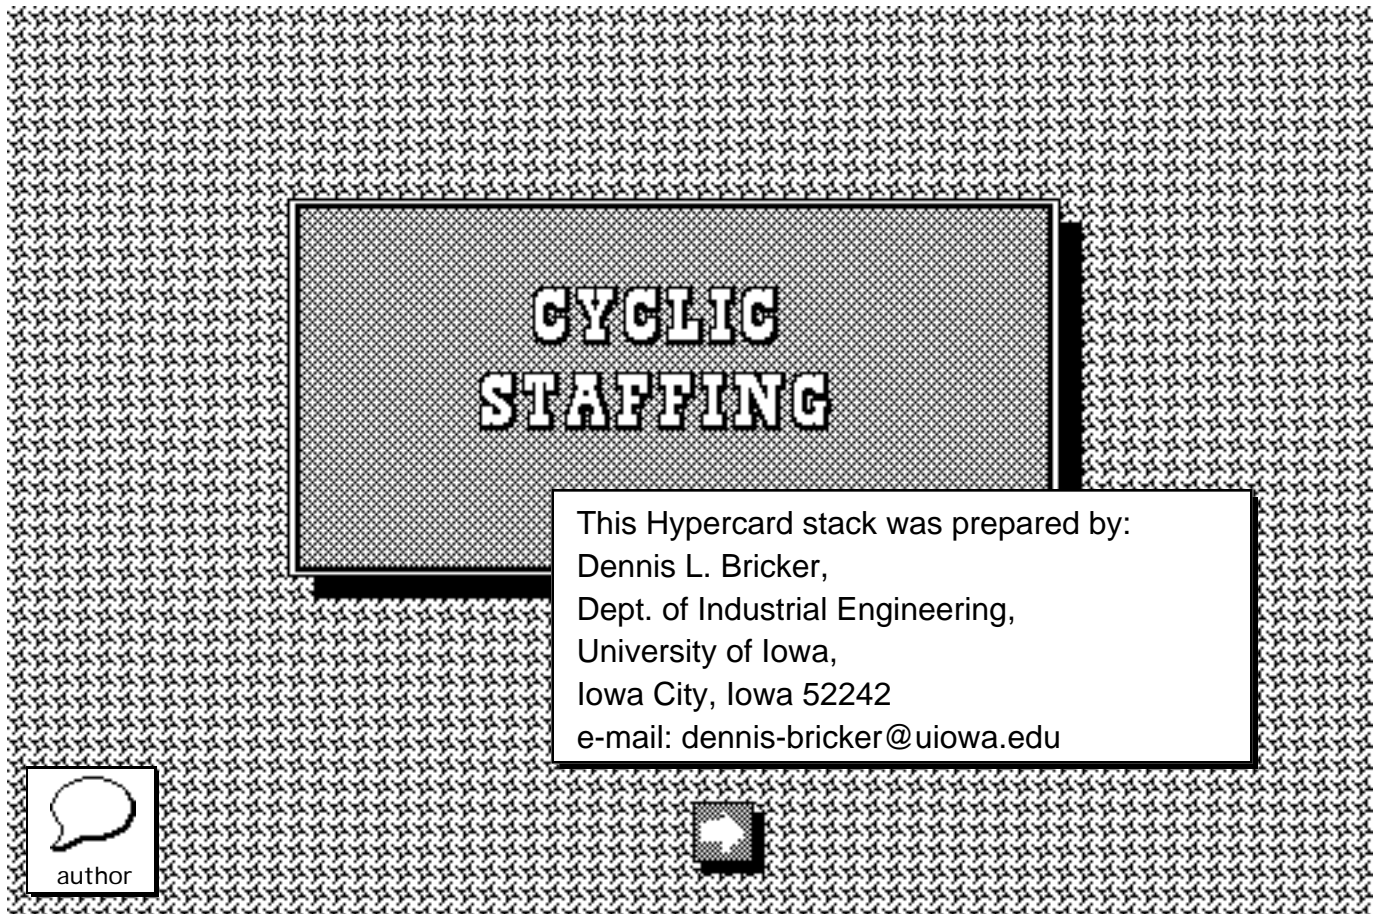 CYCLIC
STAFFING
This Hypercard stack was prepared by:
Dennis L. Bricker,
Dept. of Industrial Engineering,
University of Iowa,
Iowa City, Iowa 52242
e-mail: dennis-bricker@uiowa.edu
author